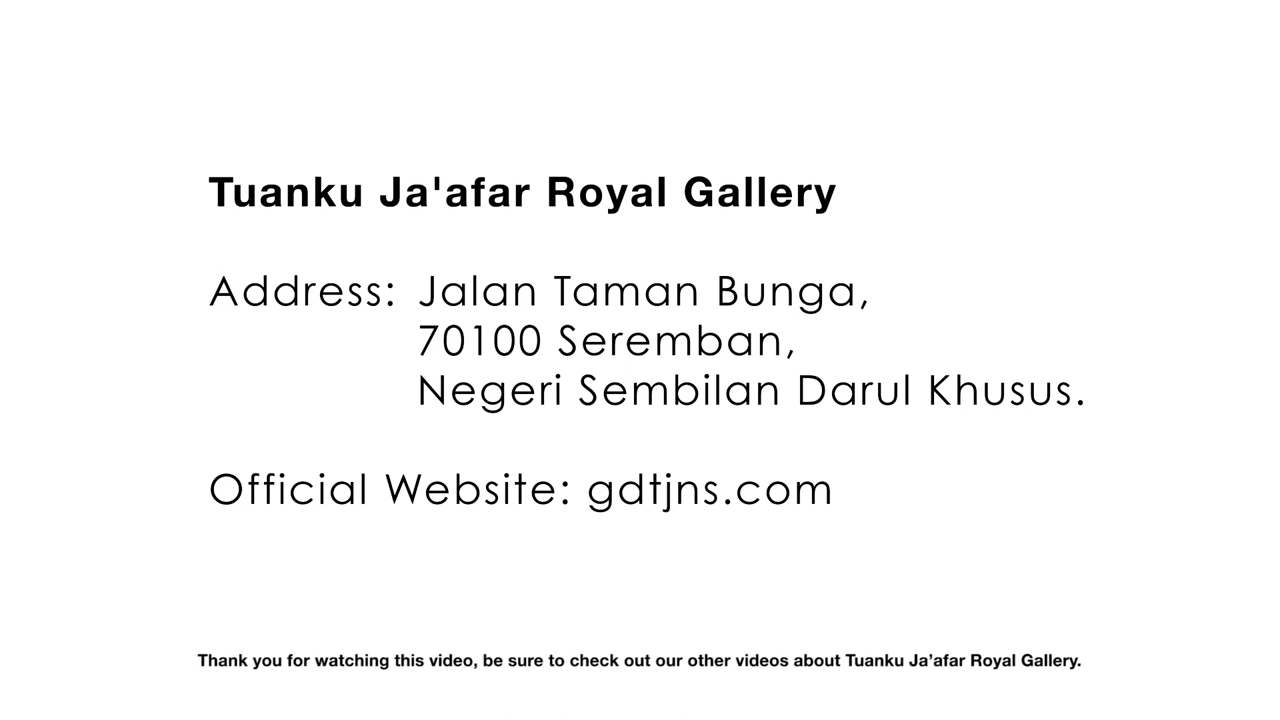 Tuanku Ja'afar Royal Gallery
Address: Jalan Taman Bunga,
70100 Seremban,
Negeri Sembilan Darul Khusus.
Official Website: gdtjns.com
Thank you for watching this video, be sure to check out our other videos about Tuanku Ja’afar Royal Gallery.